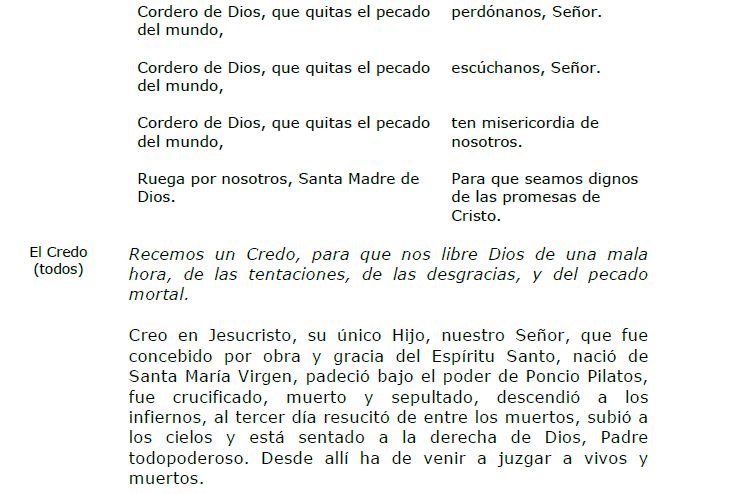 Cordero de Dios, que quitas el pecado perdónanos, Señor.
del mundo,
Cordero de Dios, que quitas el pecado escúchanos, Señor.
del mundo,
Cordero de Dios, que quitas el pecado ten misericordia de
del mundo, nosotros.
Ruega por nosotros, Santa Madre de Para que seamos dignos
Dios. de las promesas de
Cristo.
El Credo Recemos un Credo, para que nos libre Dios de una mala
(todos) hora, de las tentaciones, de las desgracias, y del pecado
mortal.
Creo en Jesucristo, su único Hijo, nuestro Señor, que fue
concebido por obra y gracia del Espíritu Santo, nació de
Santa María Virgen, padeció bajo el poder de Poncio Pilatos,
fue crucificado, muerto y sepultado, descendió a los
infiernos, al tercer día resucitó de entre los muertos, subió a
los cielos y está sentado a la derecha de Dios, Padre
todopoderoso. Desde allí ha de venir a juzgar a vivos y
muertos.